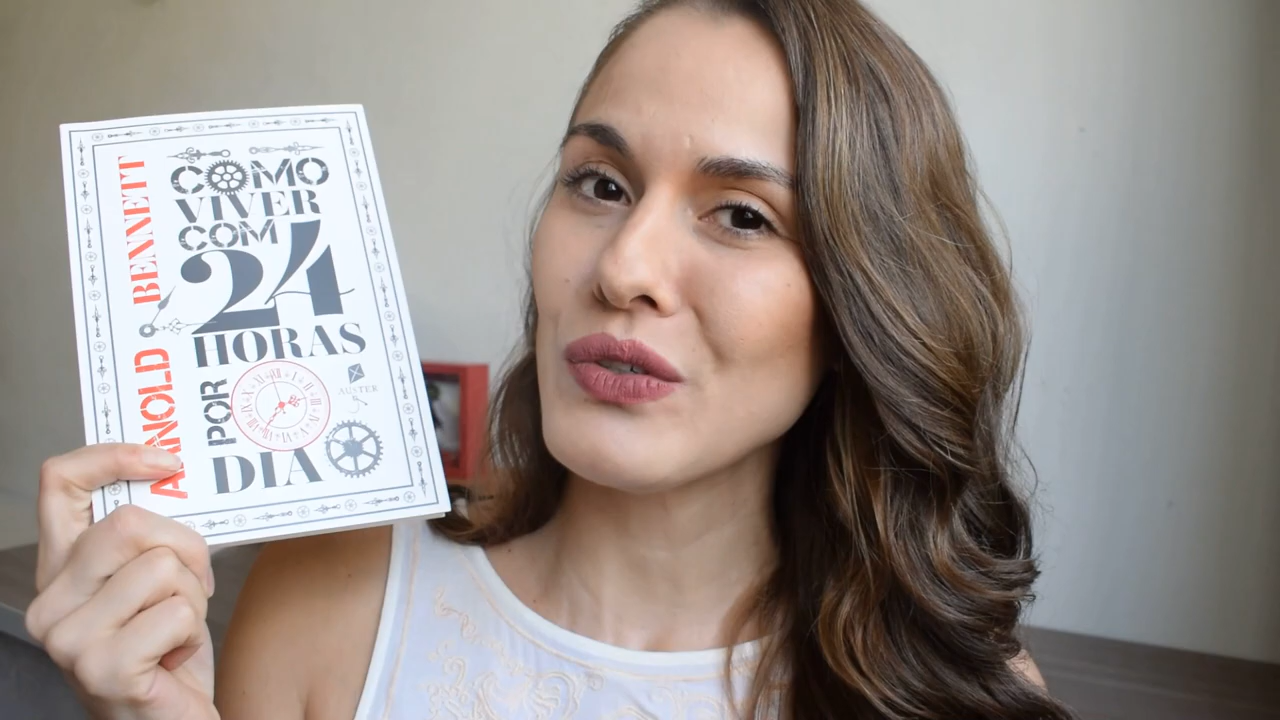 ARNOLD BENNETT
COMO
VIVER
COM
24
HORAS
POR
DIA
AUSTER